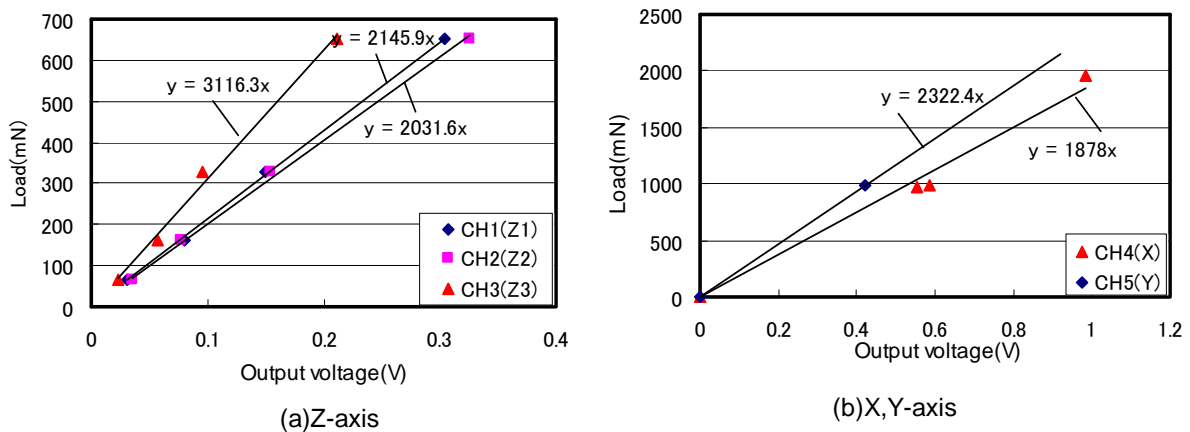 700
600
500
400
300
200
100
0
Load(mN)
y = 2145.9x
y = 3116.3x
y = 2031.6x
CH1(Z1)
CH2(Z2)
CH3(Z3)
0 0.1 0.2 0.3 0.4
Output voltage(V)
(a)Z-axis
2500
2000
1500
1000
500
0
Load(mN)
y = 2322.4x
y = 1878x
CH4(X)
CH5(Y)
0 0.2 0.4 0.6 0.8 1 1.2
Output voltage(V)
(b)X,Y-axis